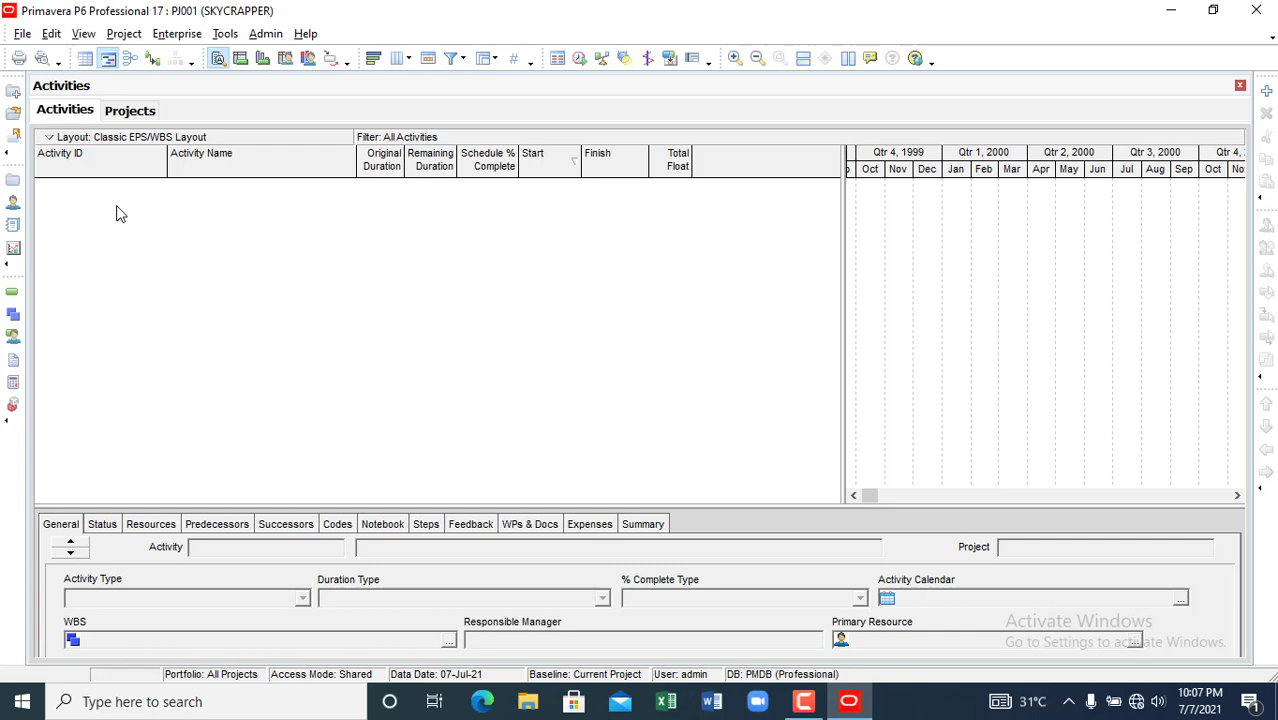 Primavera P6 Professional 17 : PJ001 (SKYCRAPPER)
File Edit View Project Enterprise Tools Admin Help
Activities
Activities Projects
Layout: Classic EPS/WBS Layout Filter: All Activities
Activity ID Activity Name Original Duration Remaining Duration Schedule % Complete Start Finish Total Float
Qtr 4, 1999 Qtr 1, 2000 Qtr 2, 2000 Qtr 3, 2000 Qtr 4,
Oct Nov Dec Jan Feb Mar Apr May Jun Jul Aug Sep Oct No
General Status Resources Predecessors Successors Codes Notebook Steps Feedback WPs & Docs Expenses Summary
Activity Project
Activity Type Duration Type % Complete Type Activity Calendar
WBS Responsible Manager Primary Resource
Activate Windows
Go to Settings to activate Windows.
Portfolio: All Projects Access Mode: Shared Data Date: 07-Jul-21 Baseline: Current Project User: admin DB: PMDB (Professional)
Type here to search
31°C
10:07 PM
7/7/2021
1